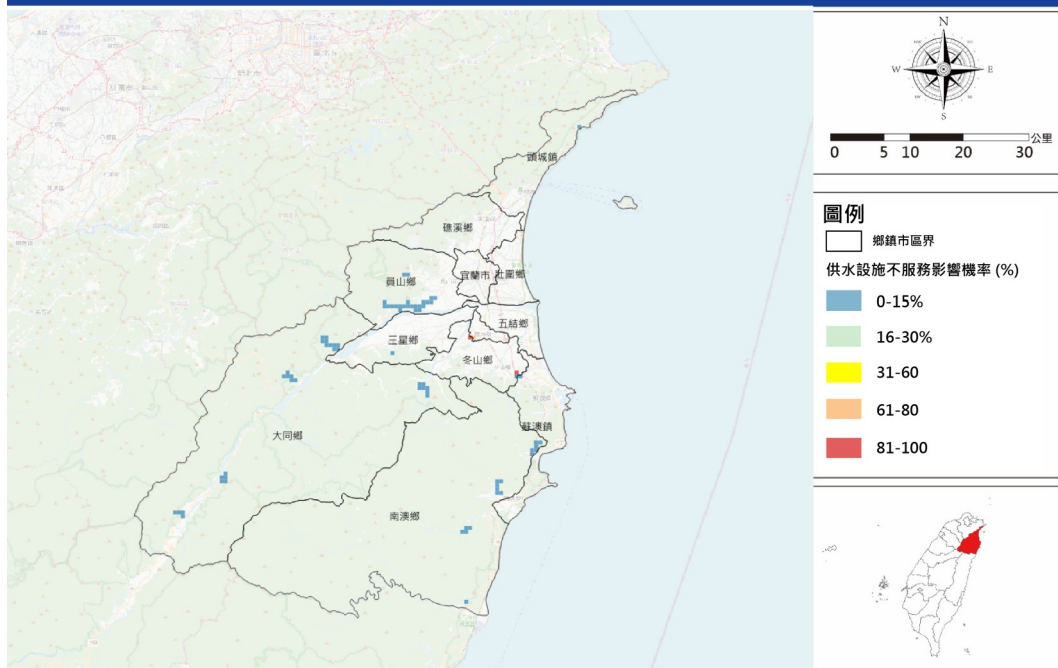 N
W
E
S
0
5
10
20
30
公里
圖例
鄉鎮市區界
供水設施不服務影響機率 (%)
0-15%
16-30%
31-60
61-80
81-100
頭城鎮
礁溪鄉
宜蘭市
壯圍鄉
員山鄉
五結鄉
三星鄉
冬山鄉
大同鄉
蘇澳鎮
南澳鄉